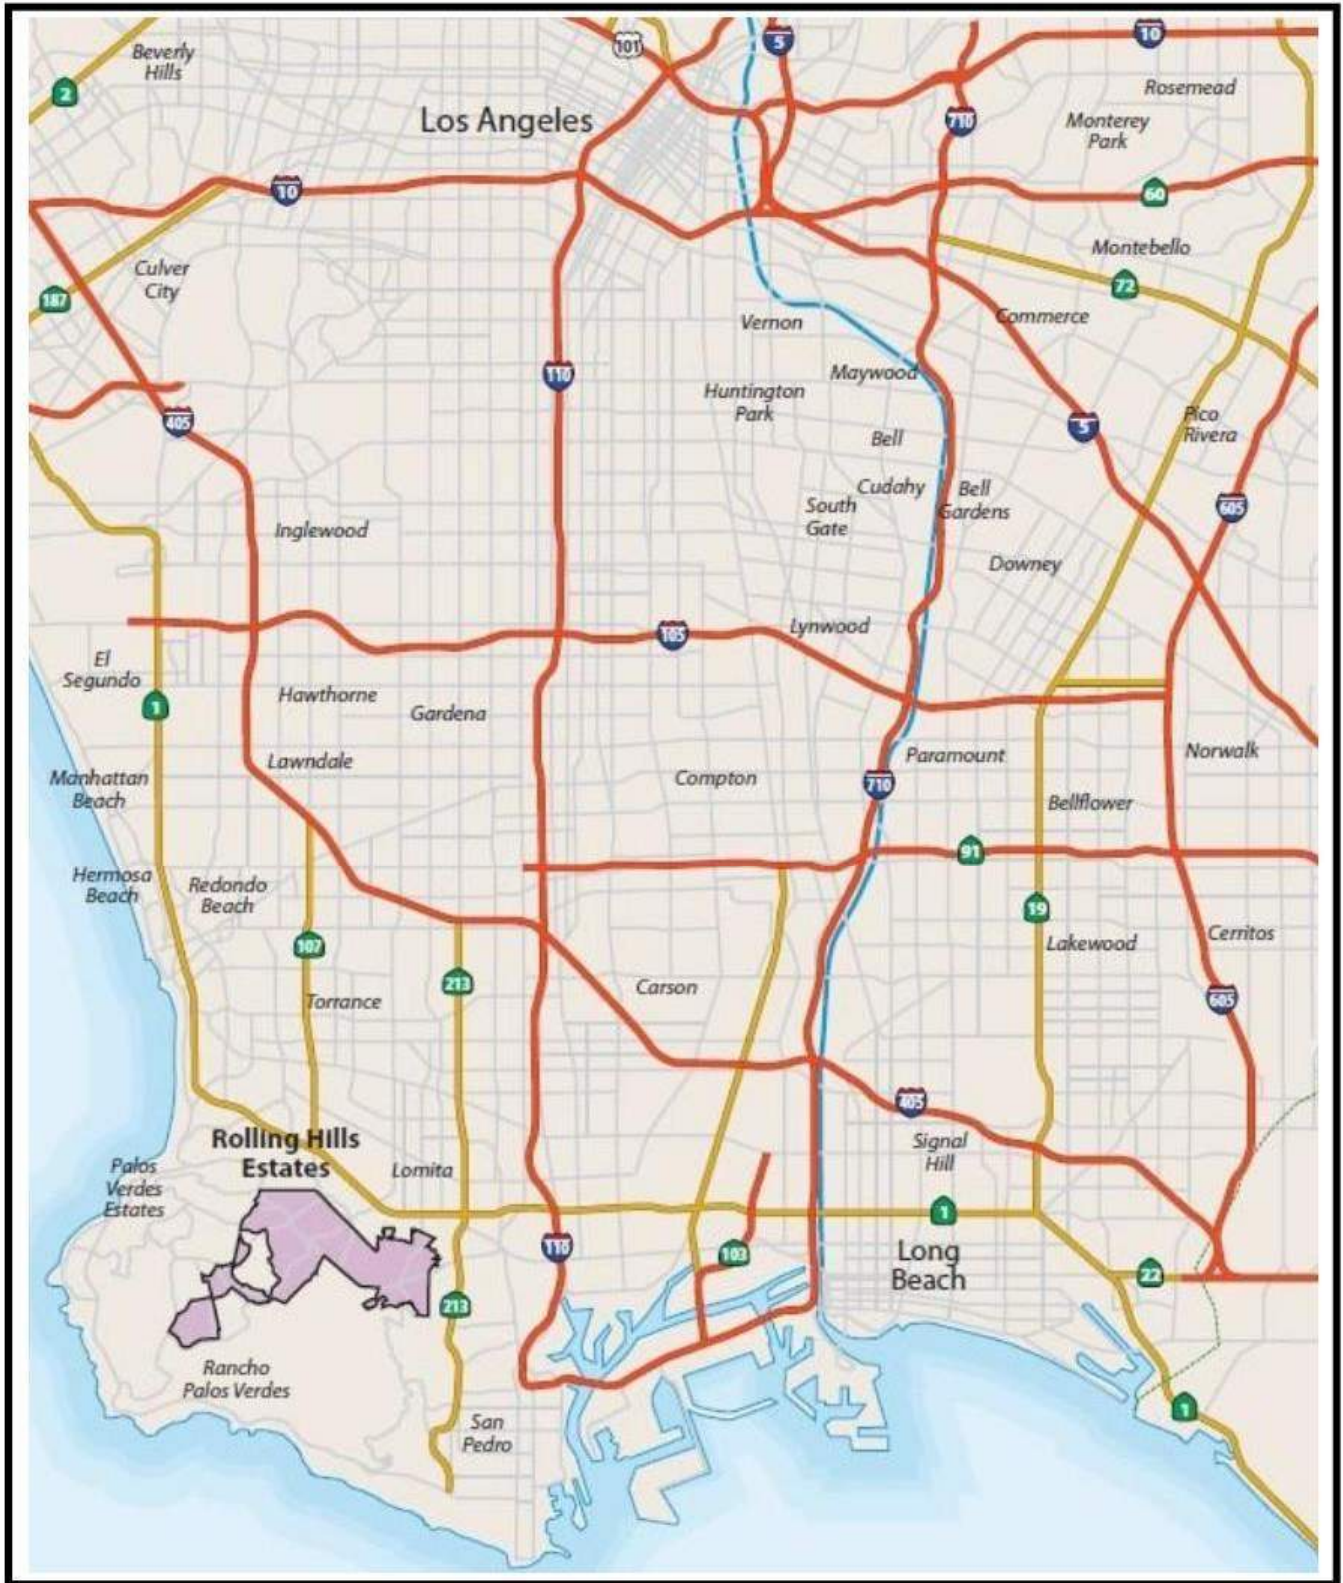 101
5
10
Beverly
Hills
2
Rosemead
Los Angeles
710
Monterey
Park
10
60
Culver
City
Montebello
187
72
Vernon
Commerce
110
Maywood
Huntington
Park
405
5
Pico
Rivera
Bell
Cudahy
Bell
Gardens
South
Gate
605
Inglewood
Downey
105
Lynwood
El
Segundo
1
Hawthorne
Gardena
Lawndale
Paramount
Norwalk
Manhattan
Beach
Compton
710
Bellflower
91
Hermosa
Beach
Redondo
Beach
19
107
Lakewood
Cerritos
213
Carson
Torrance
605
405
Rolling Hills
Estates
Signal
Hill
Palos
Verdes
Estates
Lomita
1
110
103
Long
Beach
22
213
Rancho
Palos Verdes
1
San
Pedro